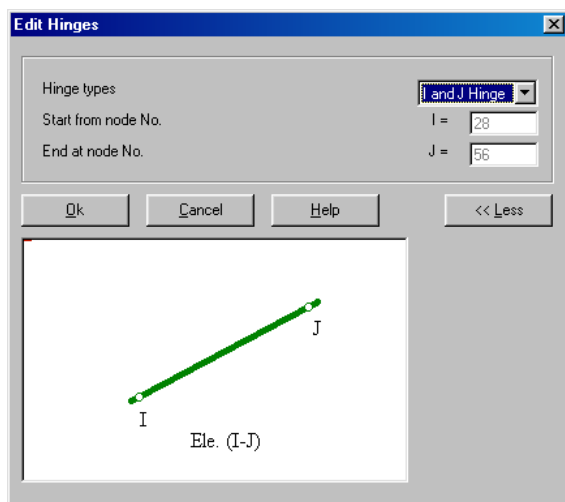 Edit Hinges
Hinge types I and J Hinge
Start from node No. I = 28
End at node No. J = 56
Ok Cancel Help << Less
J
I
Ele. (I-J)